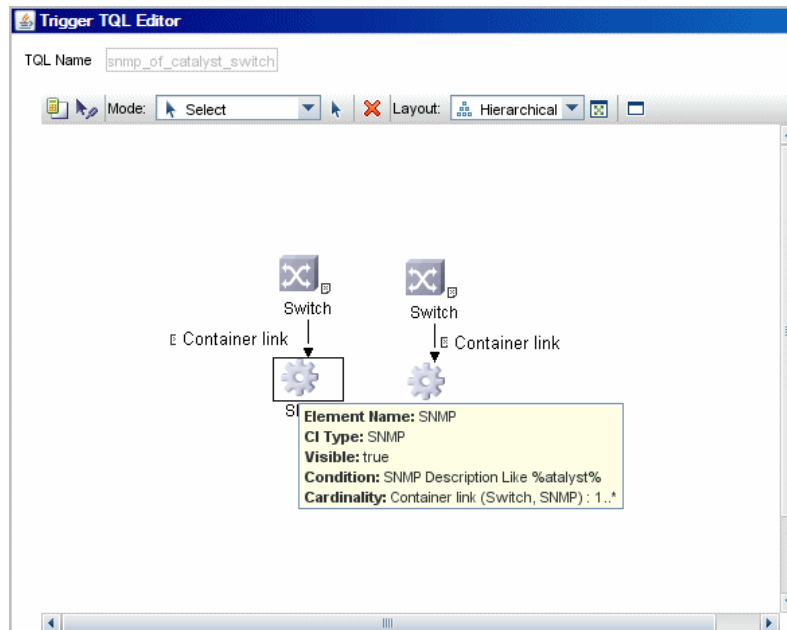 Trigger TQL Editor
TQL Name snmp_of_catalyst_switch
Mode: Select Layout: Hierarchical
Switch
Switch
Container link
Container link
Element Name: SNMP
CI Type: SNMP
Visible: true
Condition: SNMP Description Like %atalyst%
Cardinality: Container link (Switch, SNMP) : 1..*